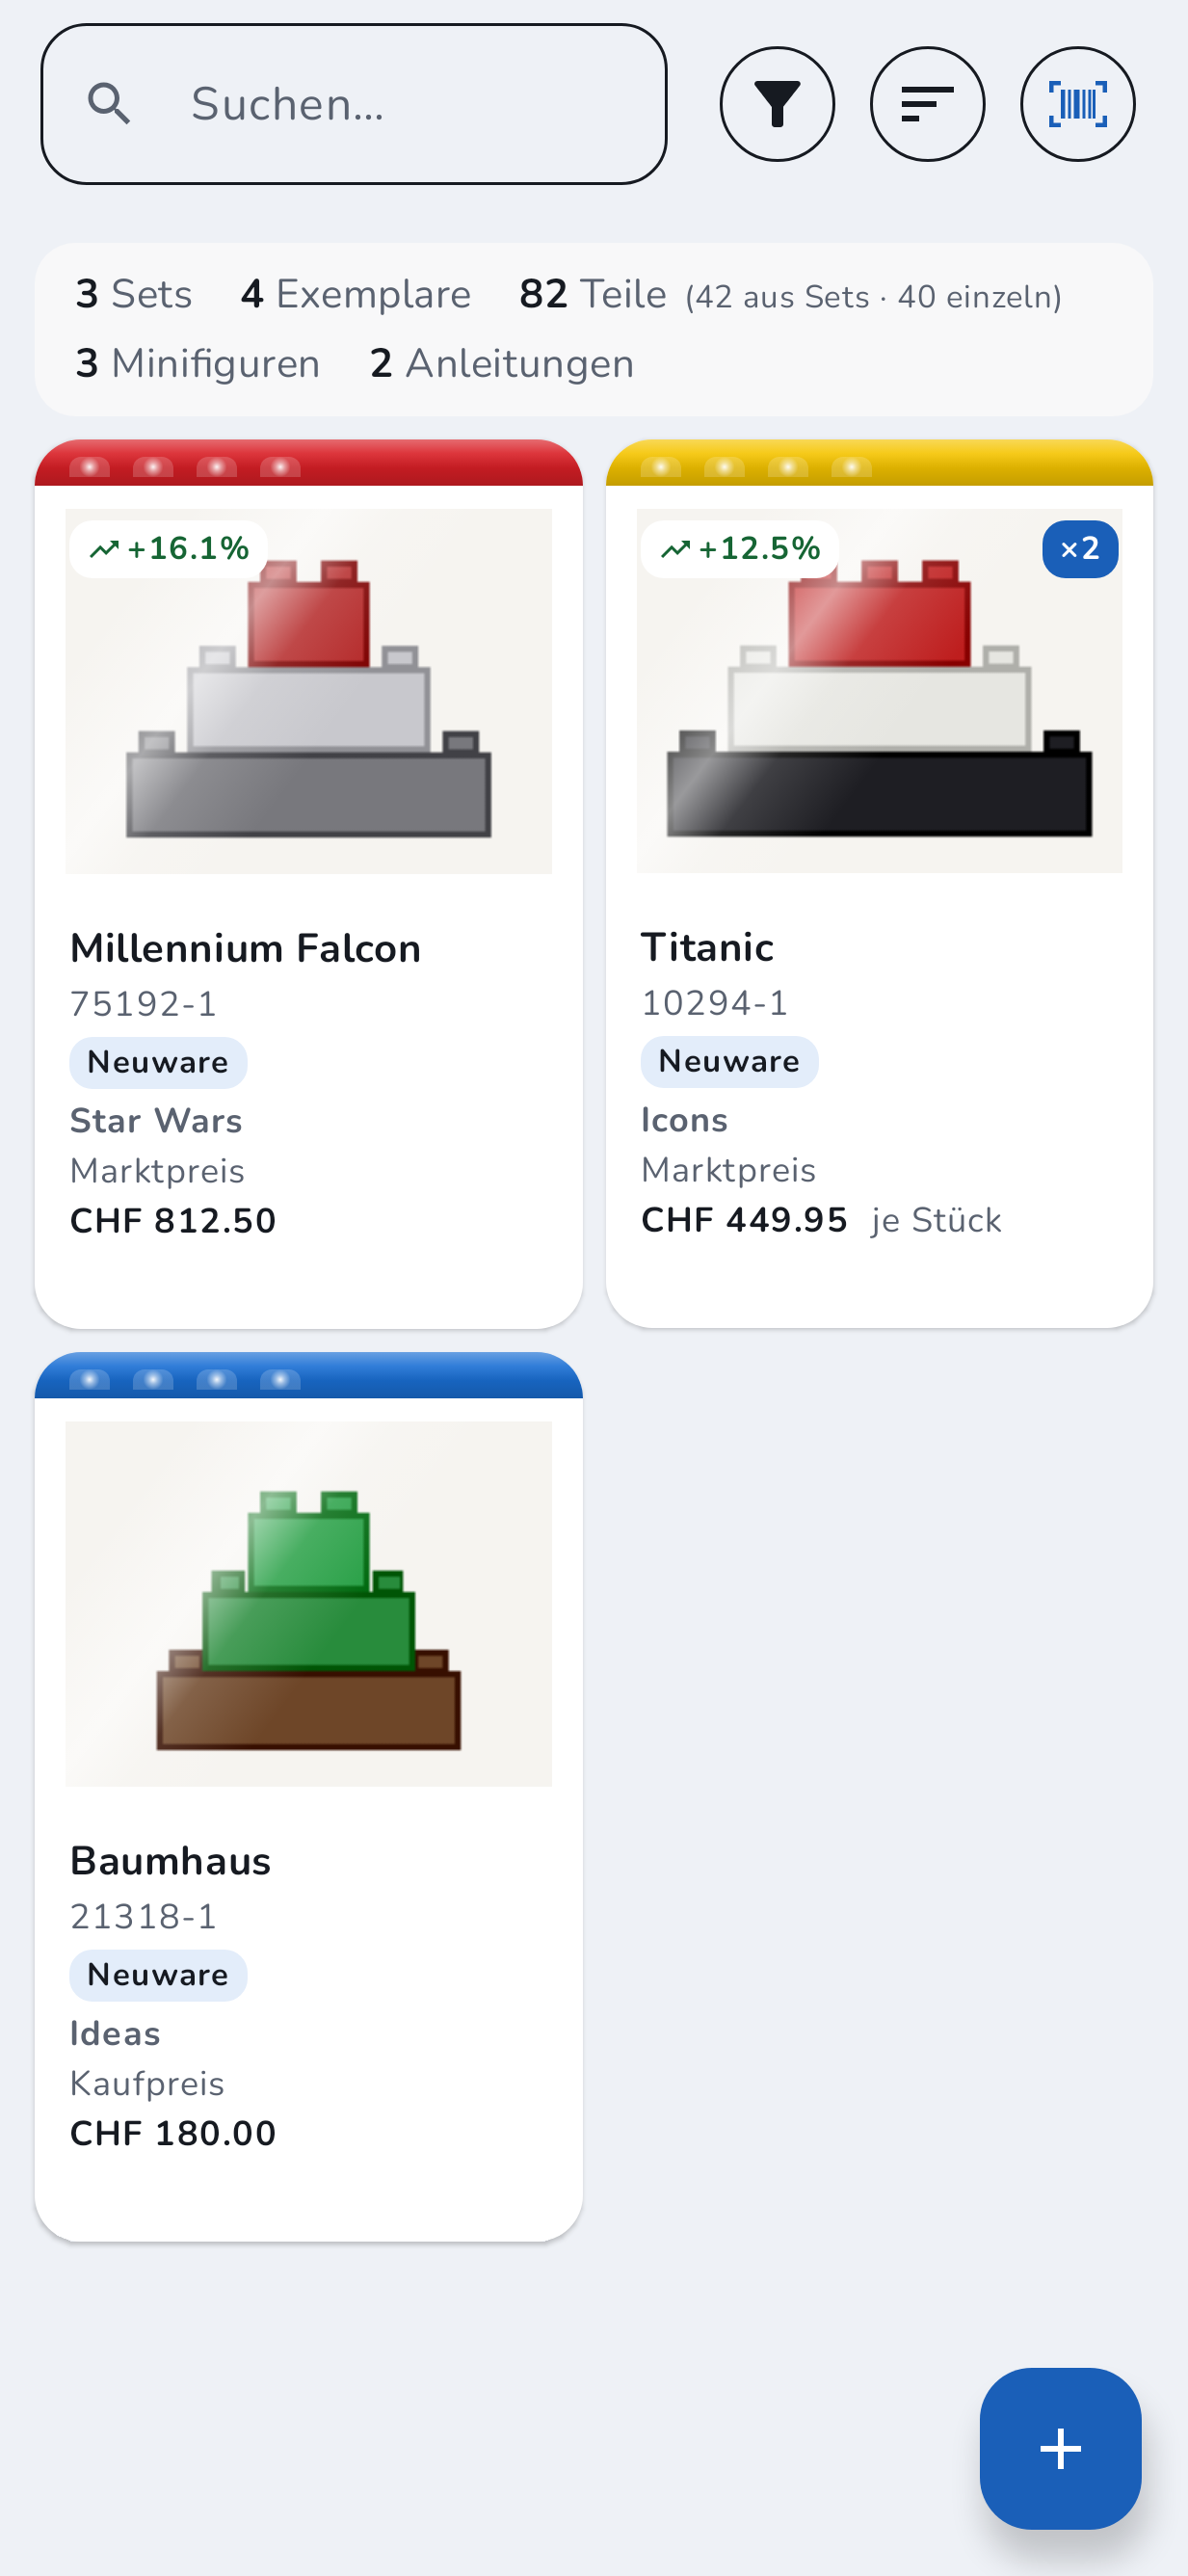 Suchen...
3 Sets 4 Exemplare 82 Teile (42 aus Sets · 40 einzeln)
3 Minifiguren 2 Anleitungen
+16.1%
Millennium Falcon
75192-1
Neuware
Star Wars
Marktpreis
CHF 812.50
+12.5%
×2
Titanic
10294-1
Neuware
Icons
Marktpreis
CHF 449.95 je Stück
Baumhaus
21318-1
Neuware
Ideas
Kaufpreis
CHF 180.00